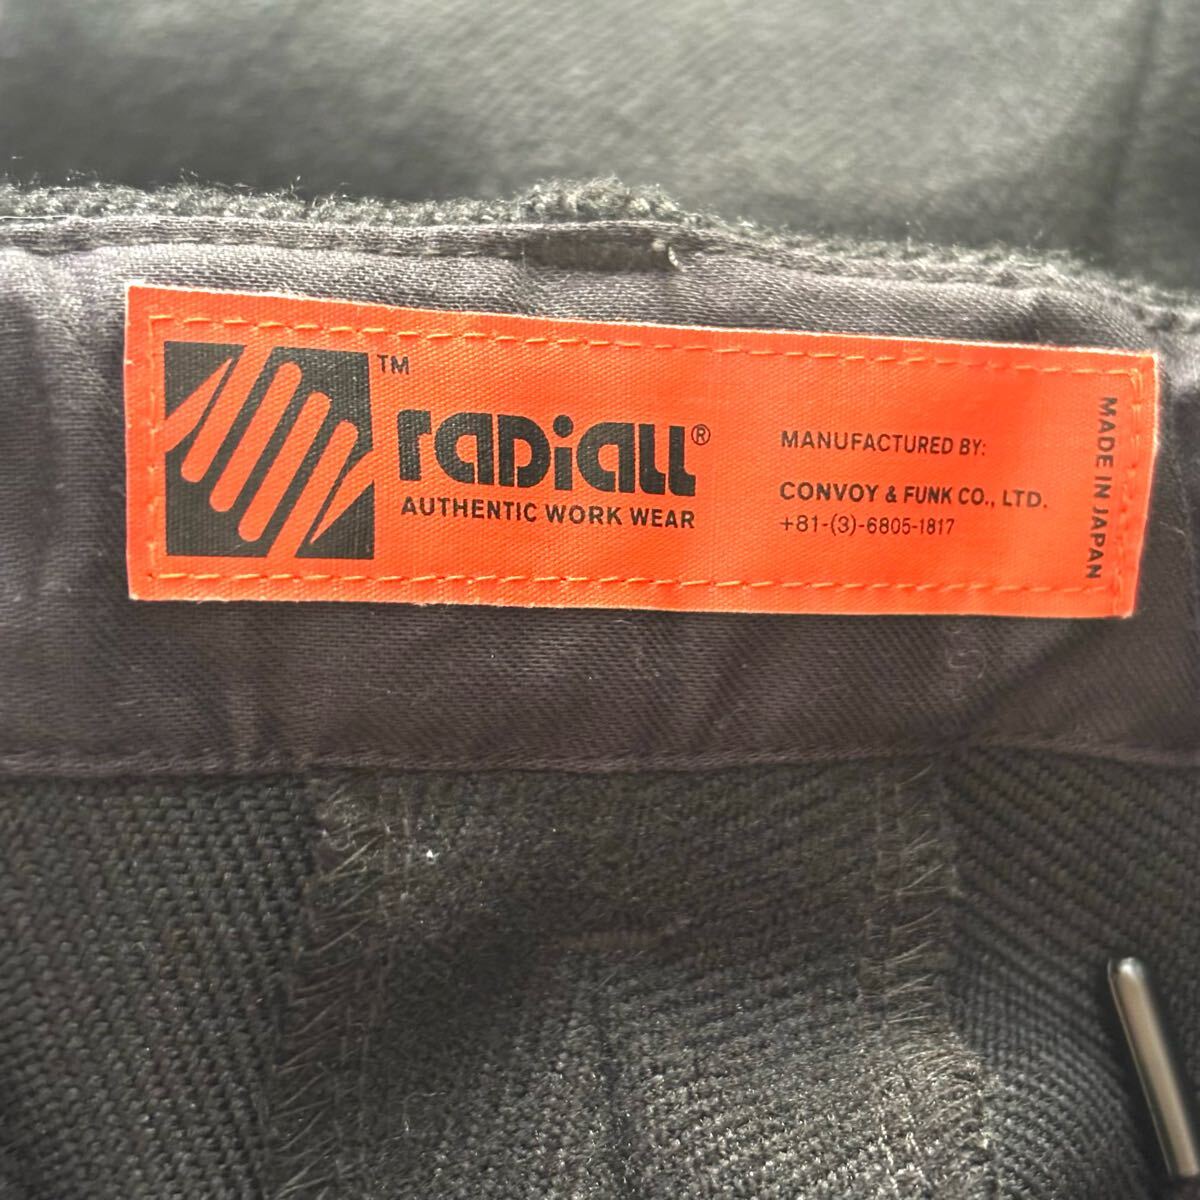 TM
radiall®
AUTHENTIC WORK WEAR
MANUFACTURED BY:
CONVOY & FUNK CO., LTD.
+81-(3)-6805-1817
MADE IN JAPAN